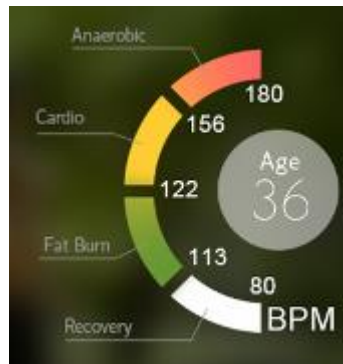 Anaerobic
180
Cardio
156
Age
36
122
Fat Burn
113
80
BPM
Recovery